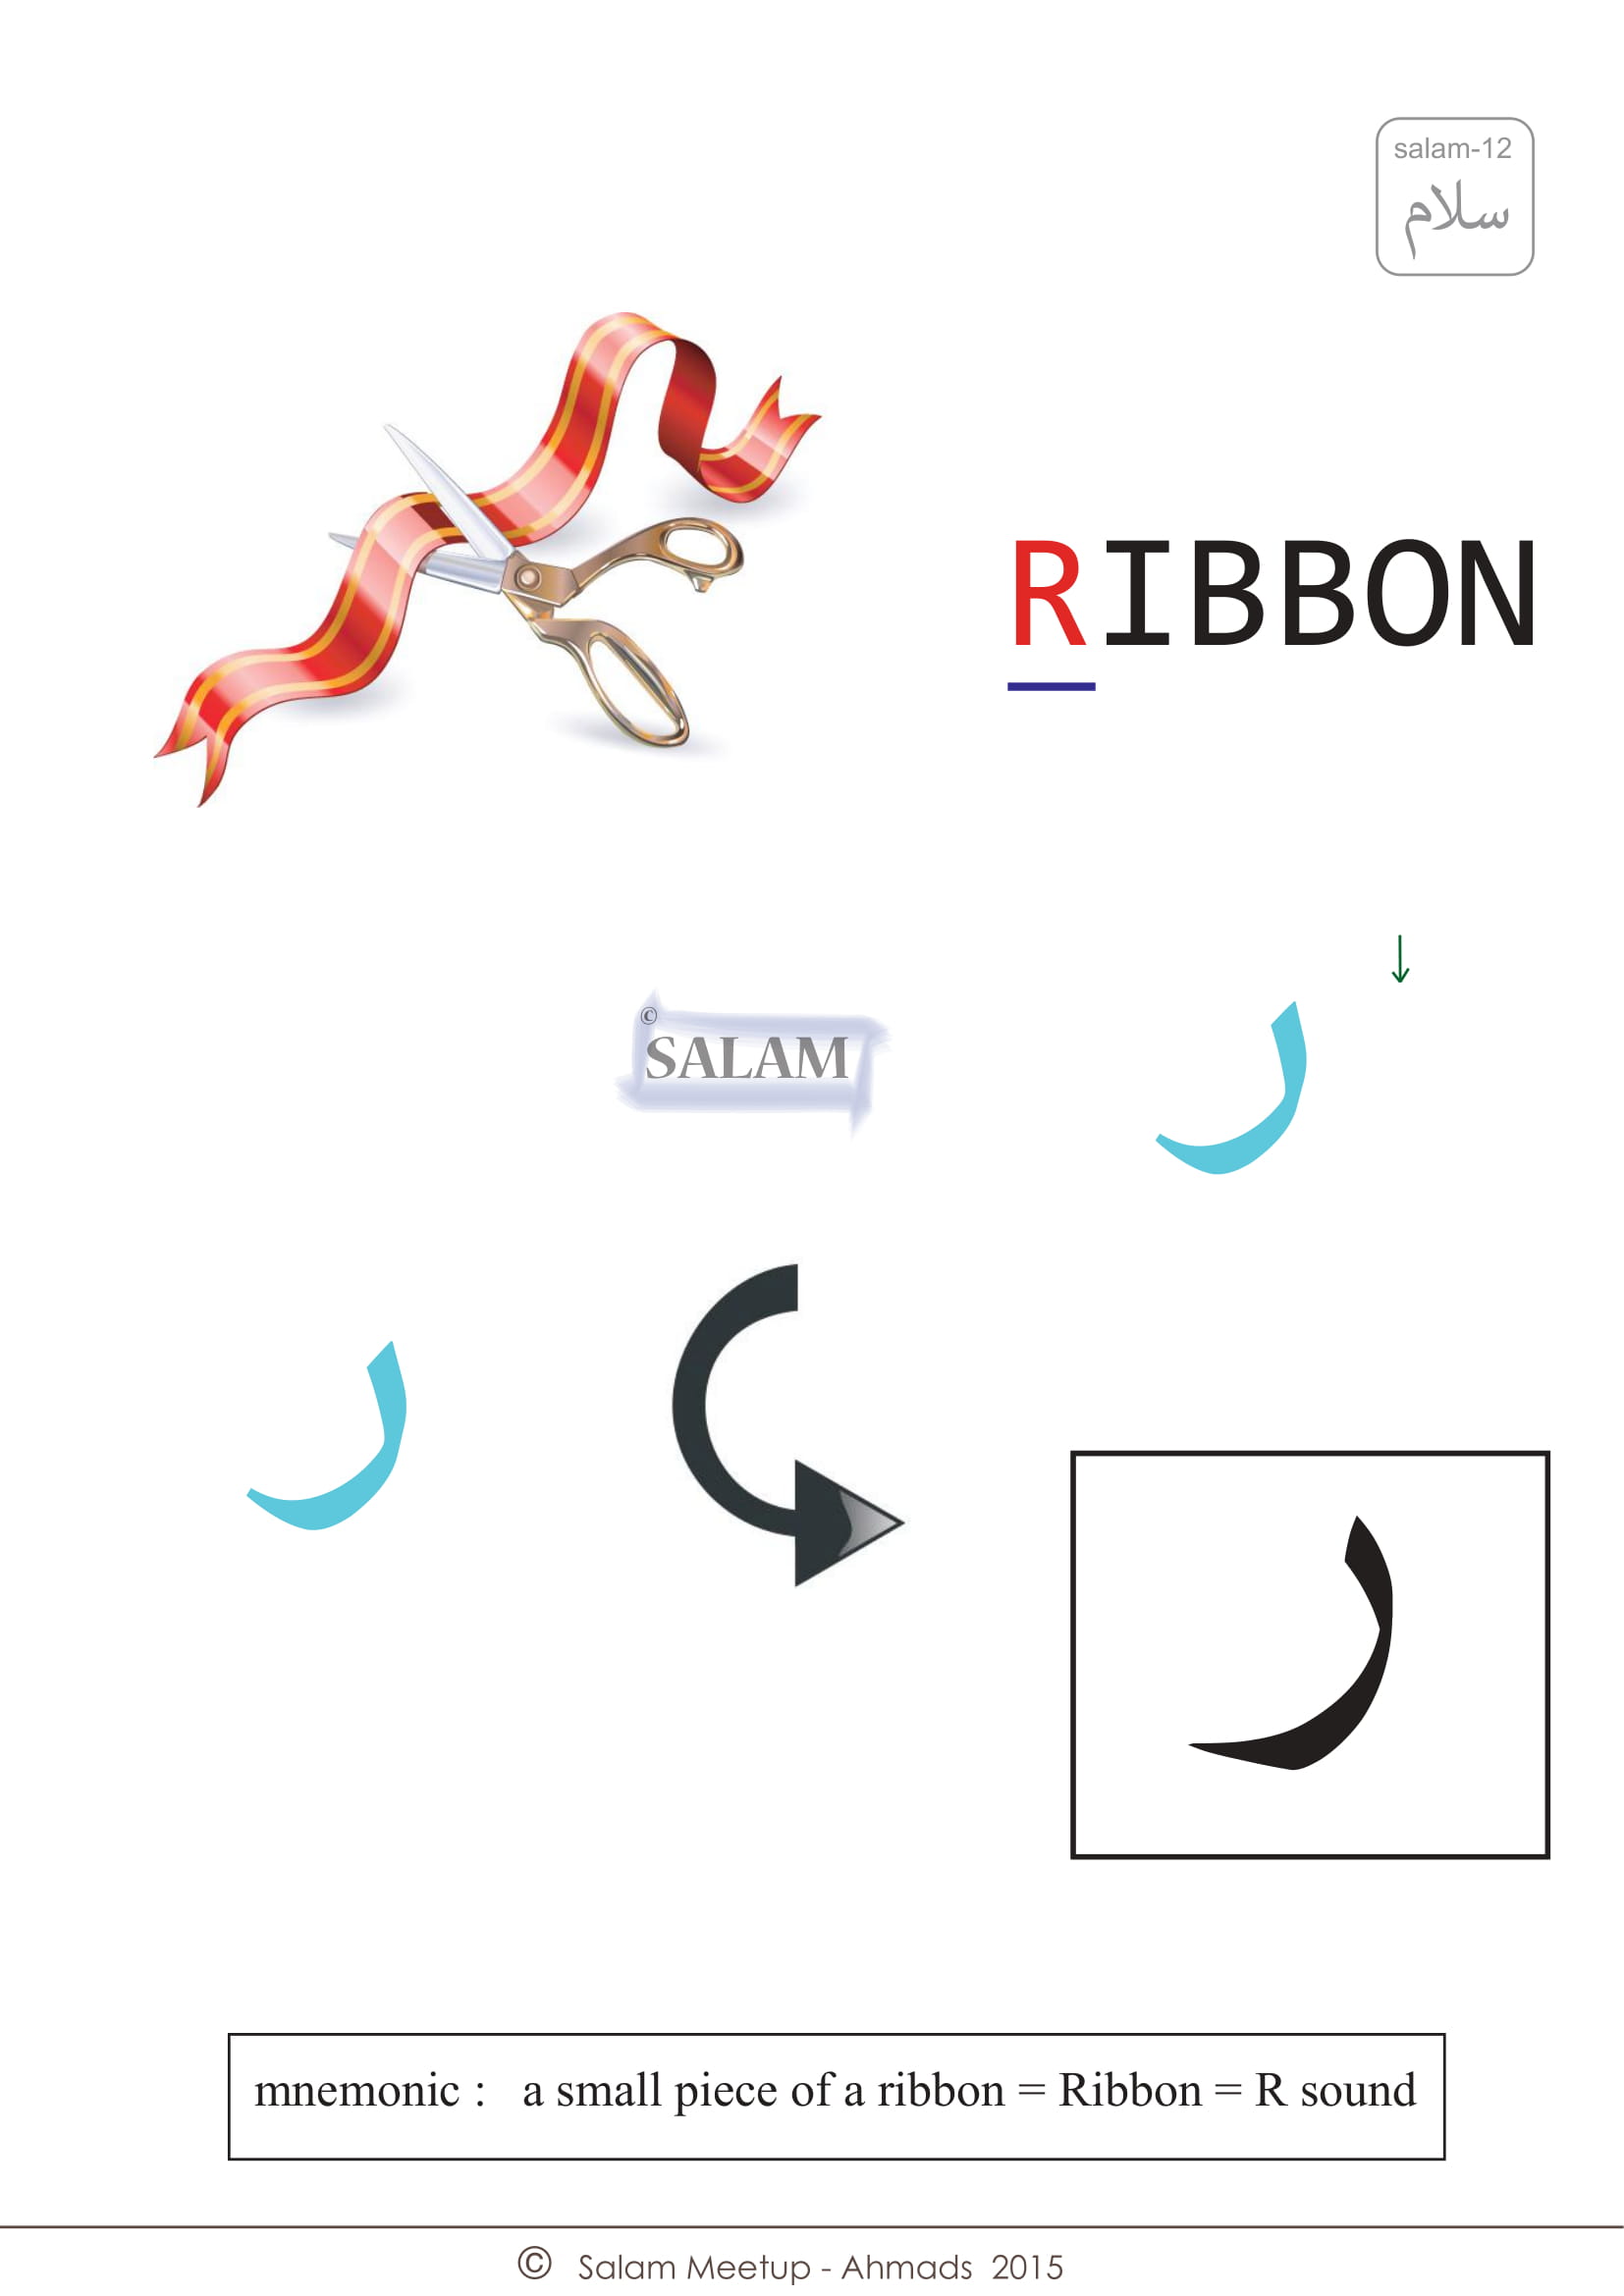 salam-12
سلام
RIBBON
©
SALAM
ر
ر
ر
mnemonic : a small piece of a ribbon = Ribbon = R sound
© Salam Meetup - Ahmads 2015